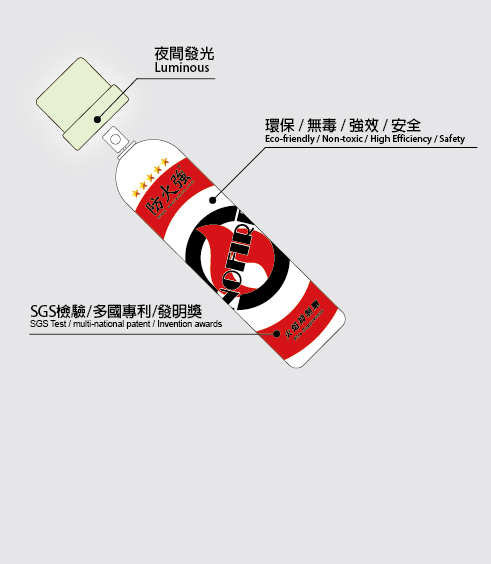 夜間發光
Luminous
環保 / 無毒 / 強效 / 安全
Eco-friendly / Non-toxic / High Efficiency / Safety
防火強
HOFIR
SGS檢驗/多國專利/發明獎
SGS Test / multi-national patent / Invention awards